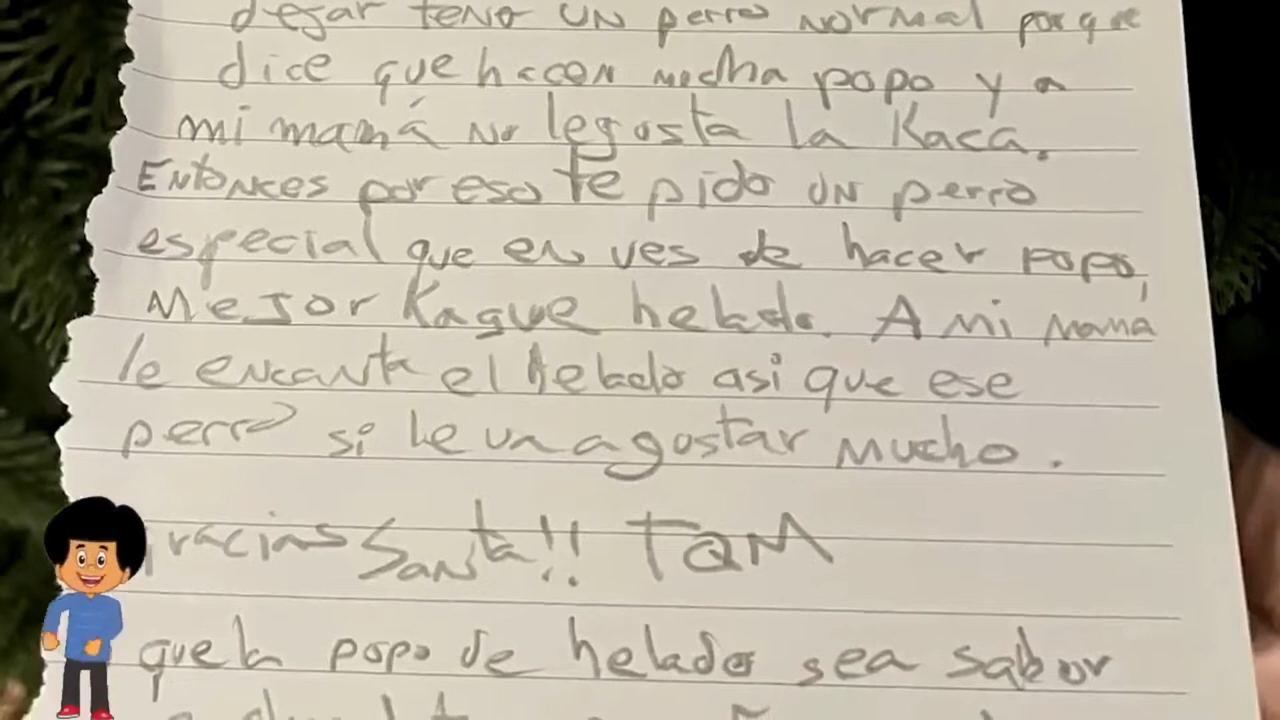 dejar tener un perro normal porque
dice que hacen mucha popo y a
mi mamá no le gusta la Kaca.
Entonces por eso te pido un perro
especial que en ves de hacer popo,
Mejor Kague helado. A mi mama
le encanta el helado asi que ese
perro si le va a gostar mucho.
racias Santa!! TQM
que la popo de helado sea sabor